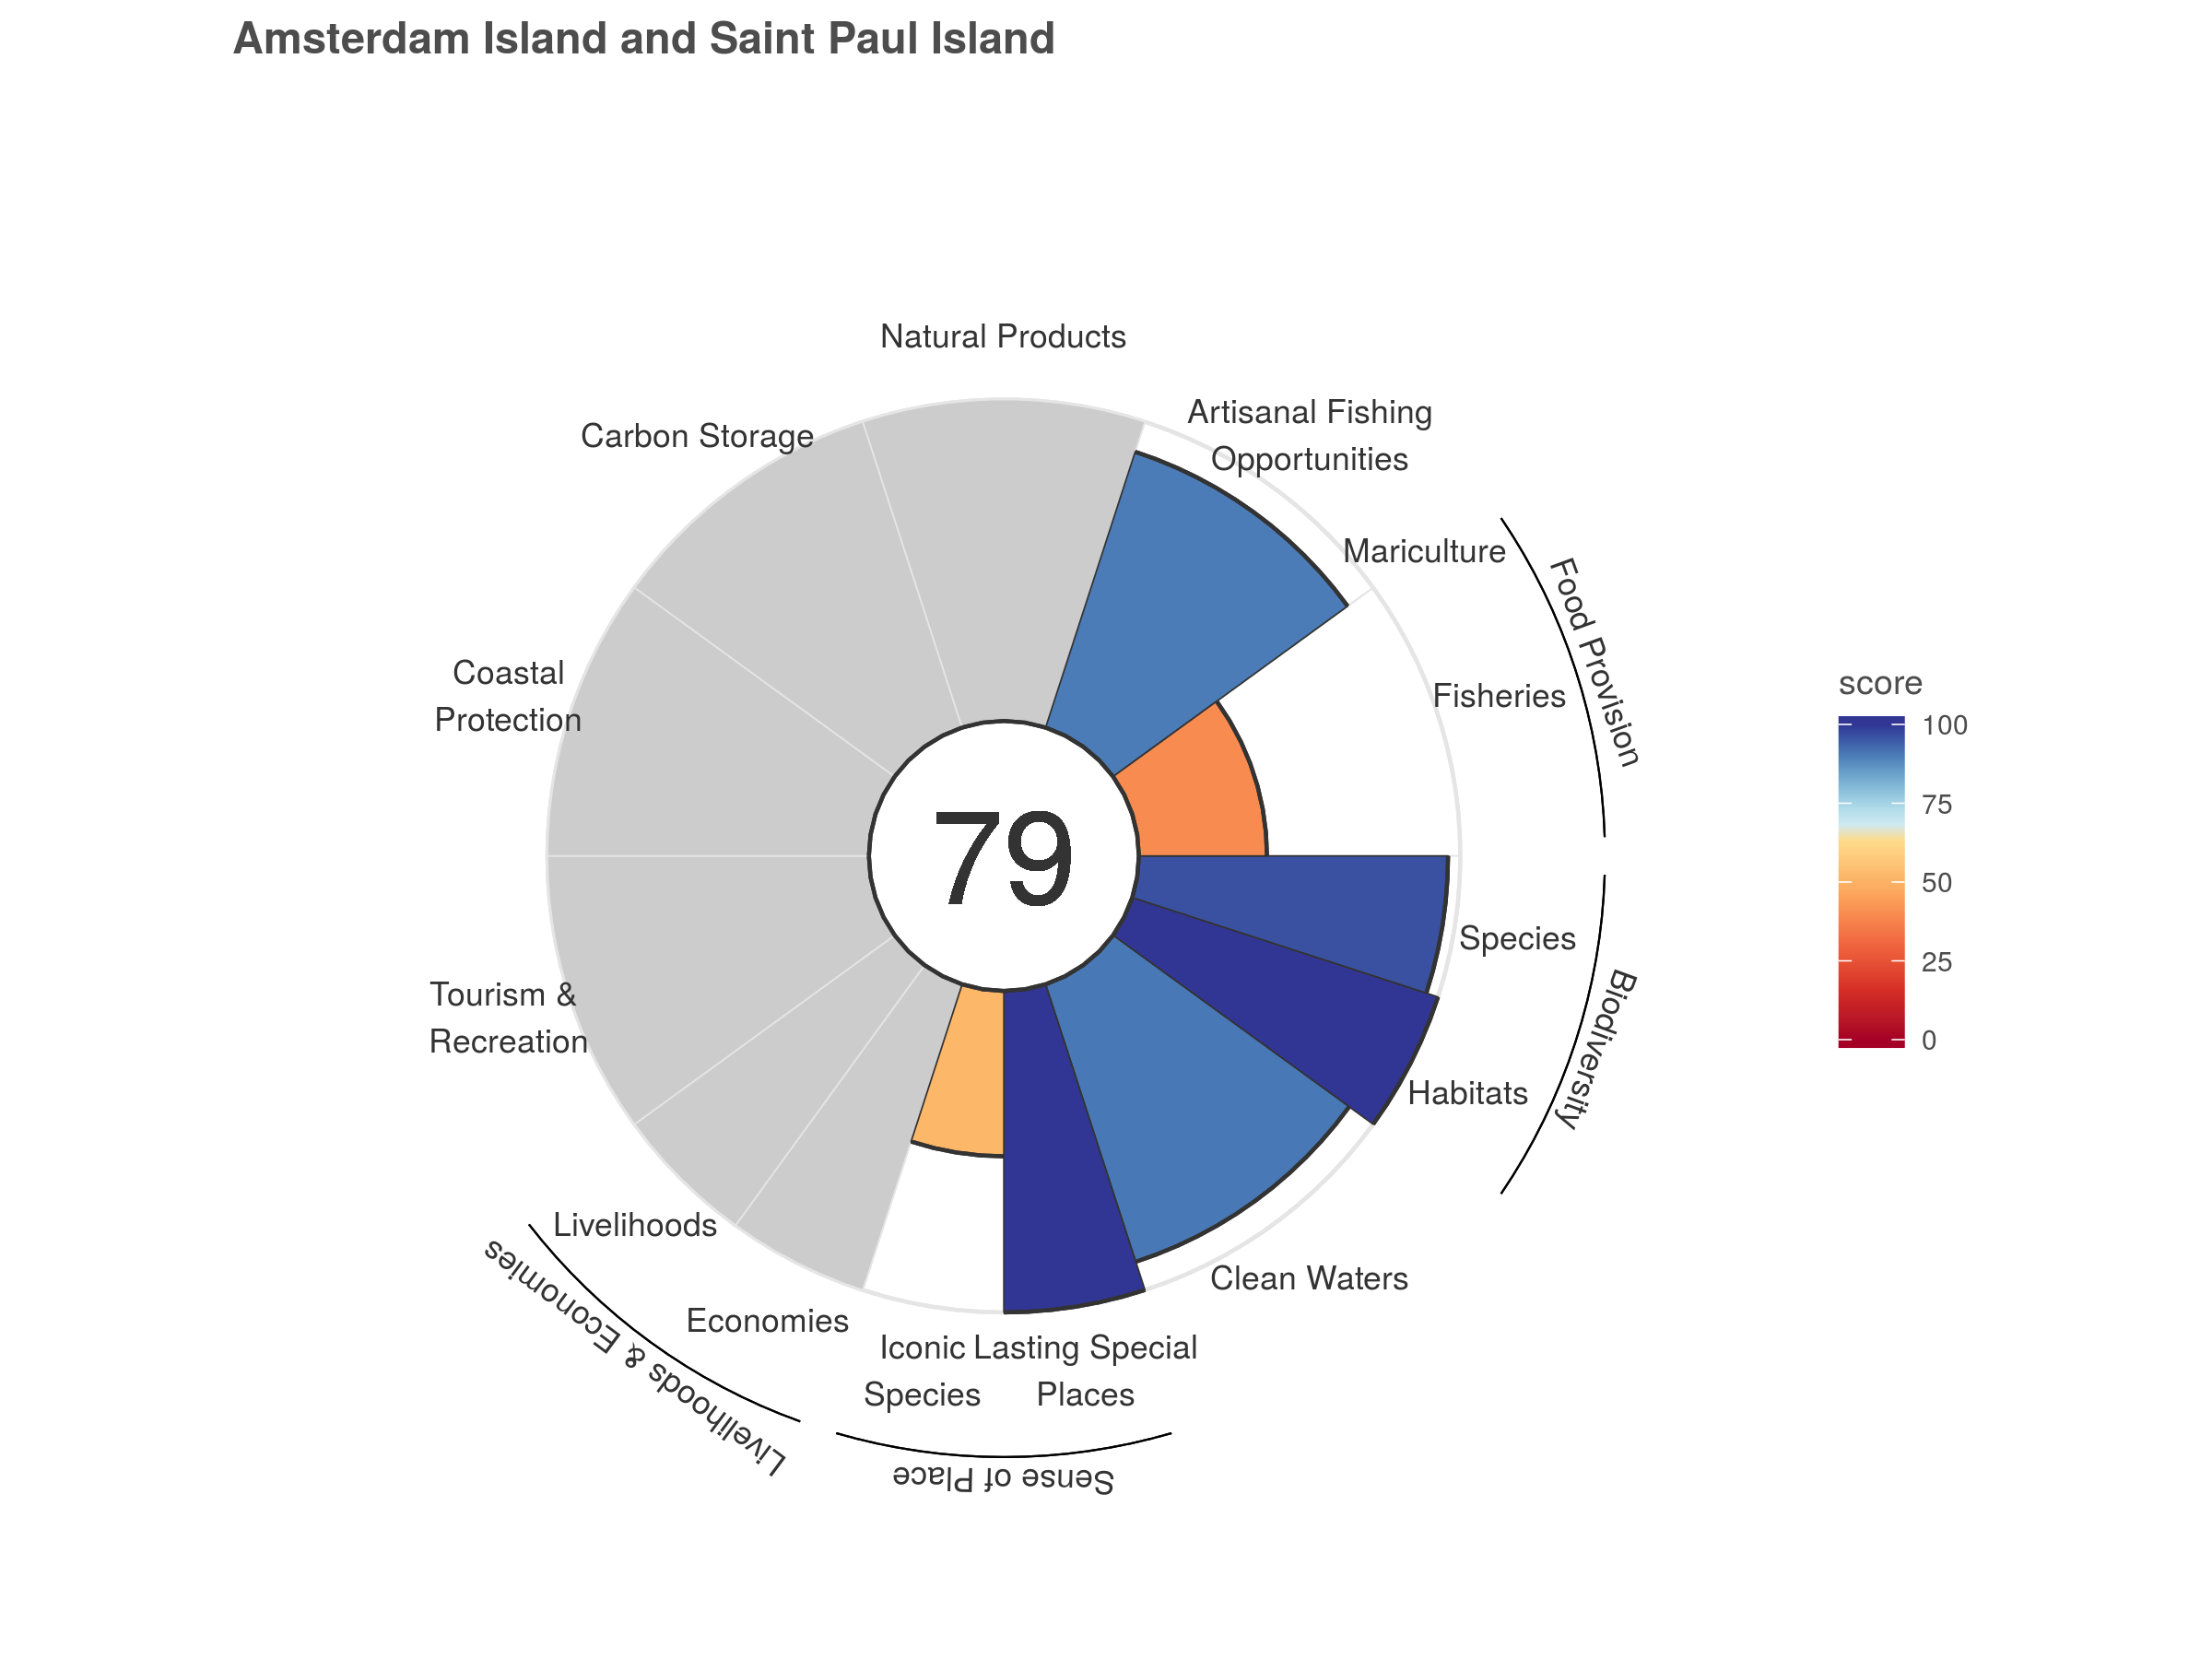 Amsterdam Island and Saint Paul Island
Natural Products
Artisanal Fishing
Opportunities
Carbon Storage
Mariculture
Food Provision
Fisheries
Coastal
Protection
score
100
75
50
25
0
79
Species
Biodiversity
Tourism &
Recreation
Habitats
Livelihoods
Clean Waters
Economies
Livelihoods & Economies
Iconic
Species
Lasting Special
Places
Sense of Place